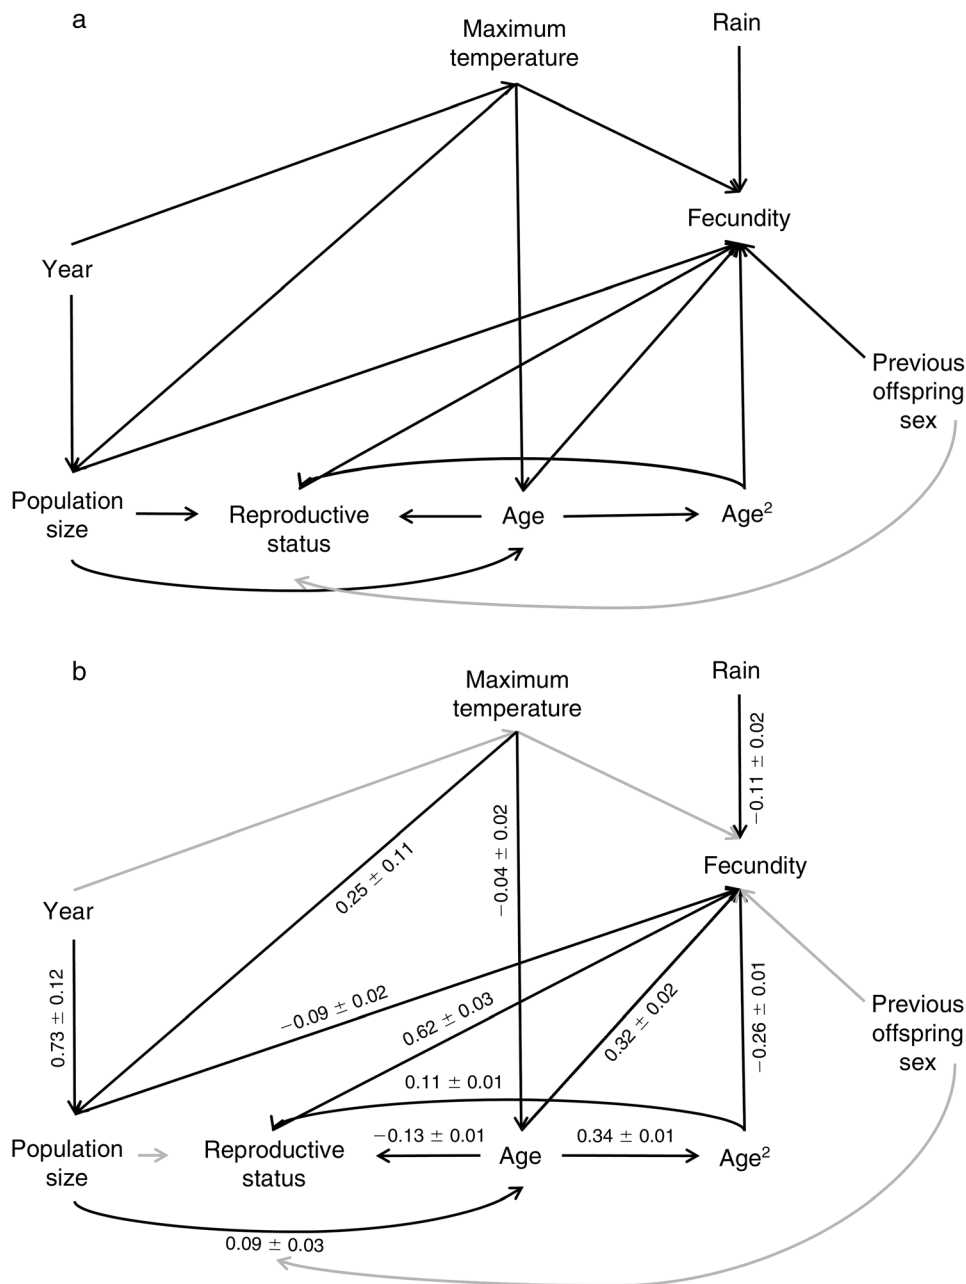 a
Maximum
temperature
Rain
Fecundity
Year
Previous
offspring
sex
Population
size
Reproductive
status
Age
Age²
b
Maximum
temperature
Rain
−0.11 ± 0.02
Fecundity
−0.04 ± 0.02
0.25 ± 0.11
Year
0.73 ± 0.12
−0.09 ± 0.02
0.62 ± 0.03
0.32 ± 0.02
−0.26 ± 0.01
Previous
offspring
sex
0.11 ± 0.01
−0.13 ± 0.01
0.34 ± 0.01
Population
size
Reproductive
status
Age
Age²
0.09 ± 0.03